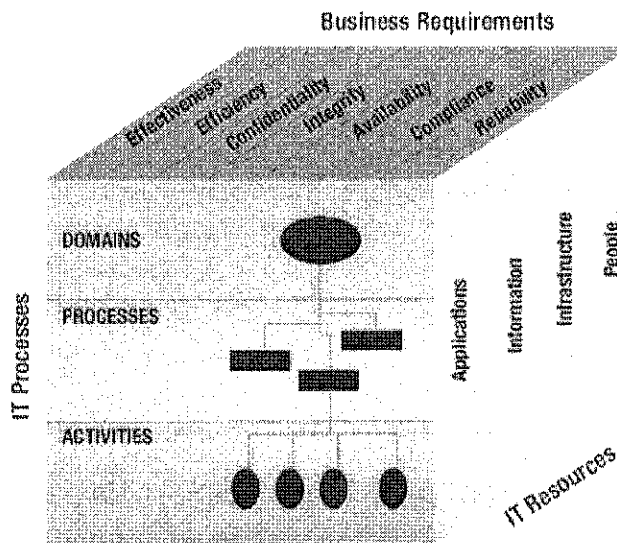 Business Requirements
Effectiveness
Efficiency
Confidentiality
Integrity
Availability
Compliance
Reliability
IT Processes
DOMAINS
PROCESSES
ACTIVITIES
Applications
Information
Infrastructure
People
IT Resources